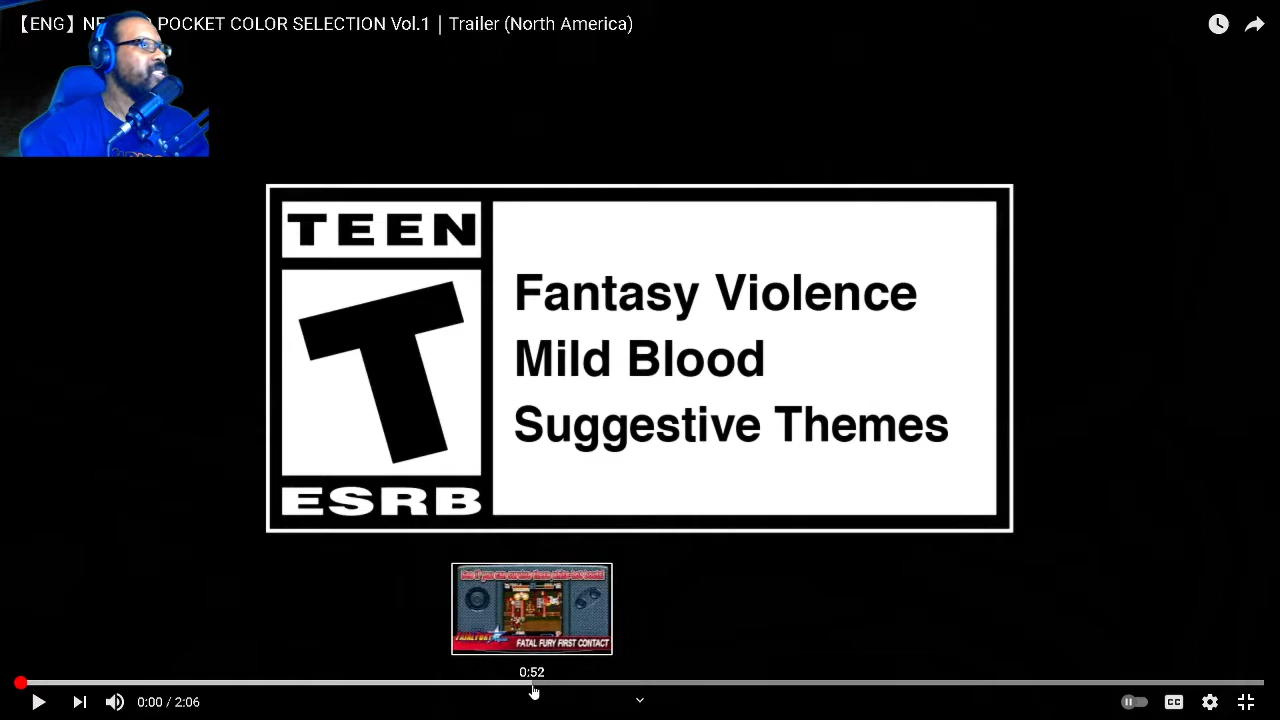 【ENG】NE POCKET COLOR SELECTION Vol.1｜Trailer (North America)
TEEN
T
ESRB
Fantasy Violence
Mild Blood
Suggestive Themes
FATAL FURY FIRST CONTACT
0:52
0:00 / 2:06
CC